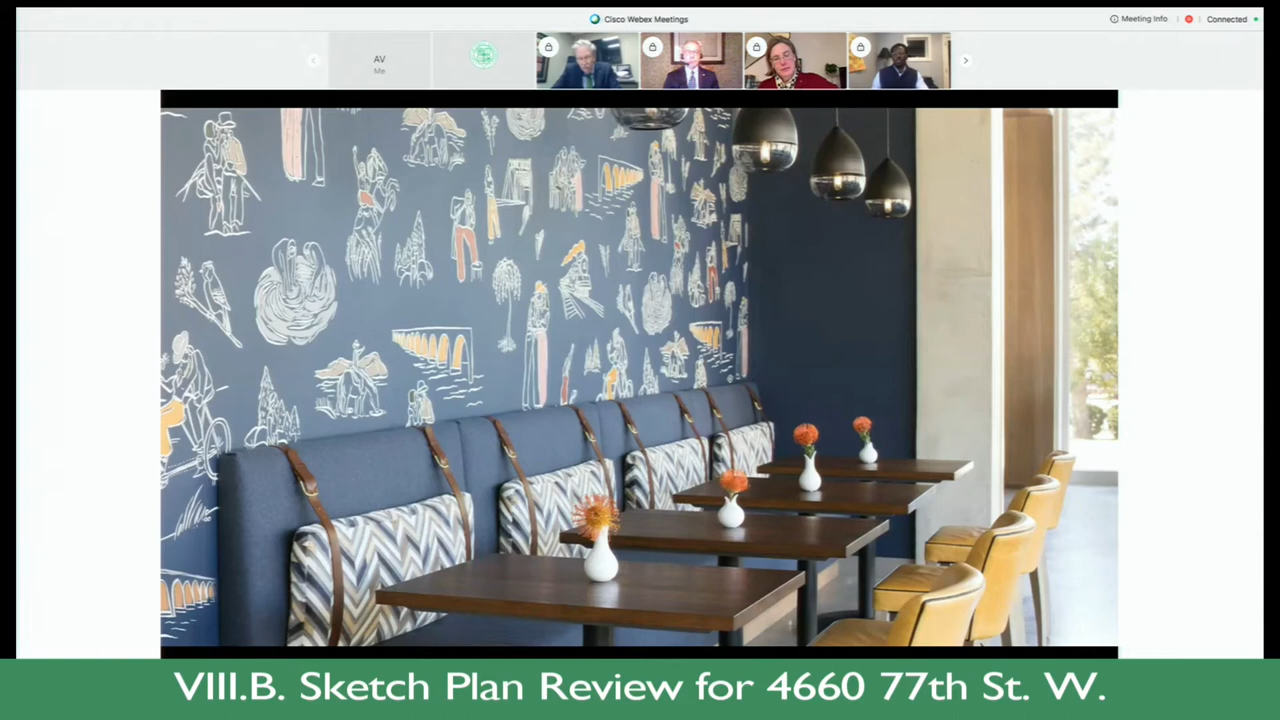 Cisco Webex Meetings
Meeting Info
Connected
AV
Me
VIII.B. Sketch Plan Review for 4660 77th St. W.